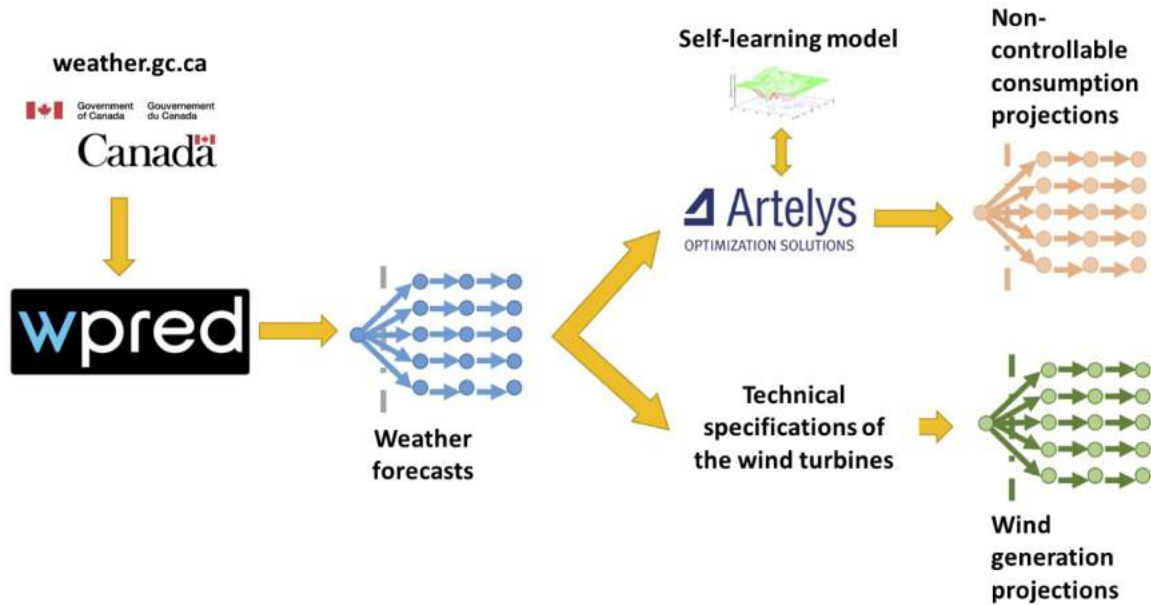 weather.gc.ca
Government of Canada
Gouvernement du Canada
Canada
wpred
Weather
forecasts
Self-learning model
Artelys
OPTIMIZATION SOLUTIONS
Technical
specifications of
the wind turbines
Non-
controllable
consumption
projections
Wind
generation
projections